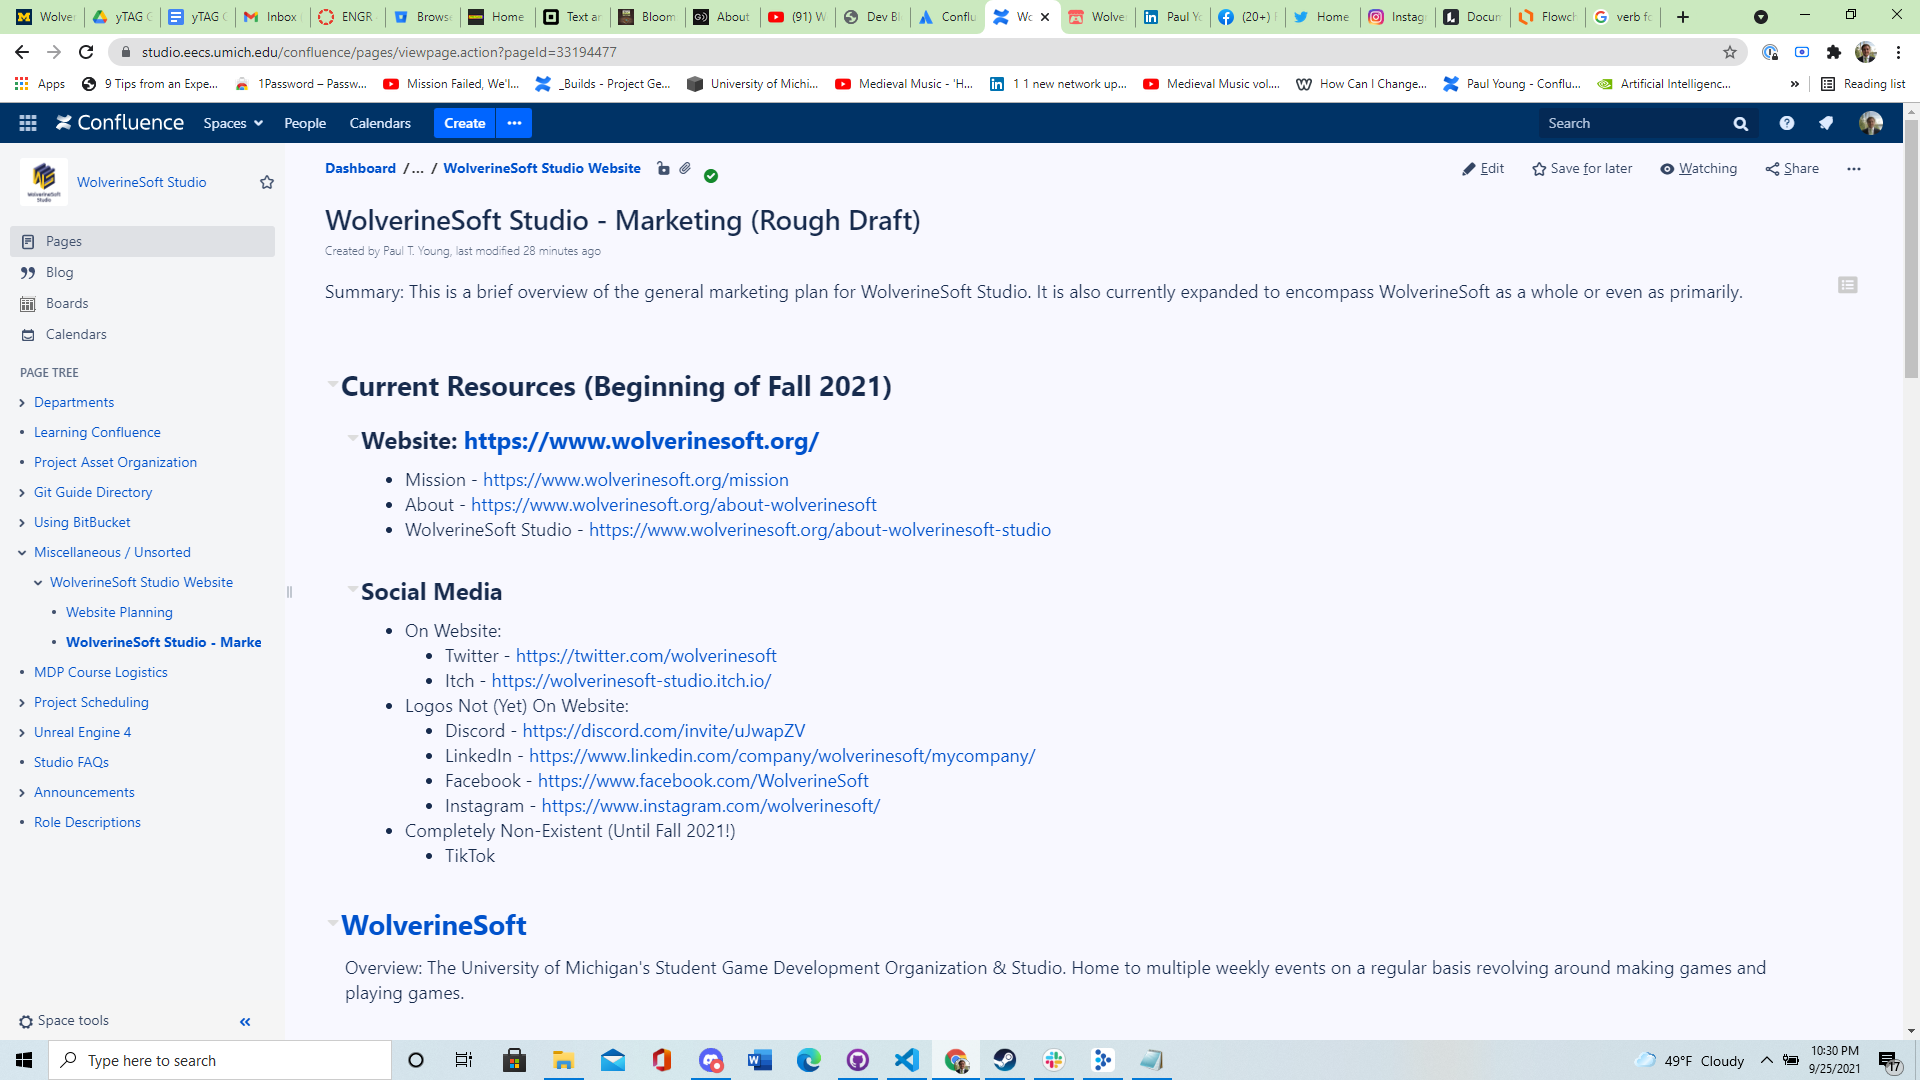 Wolver
yTAG C
yTAG C
Inbox
ENGR
Browse
Home
Text an
Bloom
About
(91) W
Dev Bl
Conflu
Wo
Wolve
Paul Yo
(20+) F
Home
Instag
Docum
Flowch
verb fo
studio.eecs.umich.edu/confluence/pages/viewpage.action?pageId=33194477
Apps
9 Tips from an Expe...
1Password – Passw...
Mission Failed, We'l...
_Builds - Project Ge...
University of Michi...
Medieval Music - 'H...
1 1 new network up...
Medieval Music vol....
How Can I Change...
Paul Young - Conflu...
Artificial Intelligenc...
»
Reading list
Confluence
Spaces
People
Calendars
Create
Search
WolverineSoft Studio
WolverineSoft Studio
Pages
Blog
Boards
Calendars
PAGE TREE
Departments
Learning Confluence
Project Asset Organization
Git Guide Directory
Using BitBucket
Miscellaneous / Unsorted
WolverineSoft Studio Website
Website Planning
WolverineSoft Studio - Marke
MDP Course Logistics
Project Scheduling
Unreal Engine 4
Studio FAQs
Announcements
Role Descriptions
Space tools
Dashboard /... / WolverineSoft Studio Website
Edit
Save for later
Watching
Share
WolverineSoft Studio - Marketing (Rough Draft)
Created by Paul T. Young, last modified 28 minutes ago
Summary: This is a brief overview of the general marketing plan for WolverineSoft Studio. It is also currently expanded to encompass WolverineSoft as a whole or even as primarily.
Current Resources (Beginning of Fall 2021)
Website: https://www.wolverinesoft.org/
• Mission - https://www.wolverinesoft.org/mission
• About - https://www.wolverinesoft.org/about-wolverinesoft
• WolverineSoft Studio - https://www.wolverinesoft.org/about-wolverinesoft-studio
Social Media
• On Website:
• Twitter - https://twitter.com/wolverinesoft
• Itch - https://wolverinesoft-studio.itch.io/
• Logos Not (Yet) On Website:
• Discord - https://discord.com/invite/uJwapZV
• LinkedIn - https://www.linkedin.com/company/wolverinesoft/mycompany/
• Facebook - https://www.facebook.com/WolverineSoft
• Instagram - https://www.instagram.com/wolverinesoft/
• Completely Non-Existent (Until Fall 2021!)
• TikTok
WolverineSoft
Overview: The University of Michigan's Student Game Development Organization & Studio. Home to multiple weekly events on a regular basis revolving around making games and
playing games.
Type here to search
49°F Cloudy
10:30 PM
9/25/2021
17